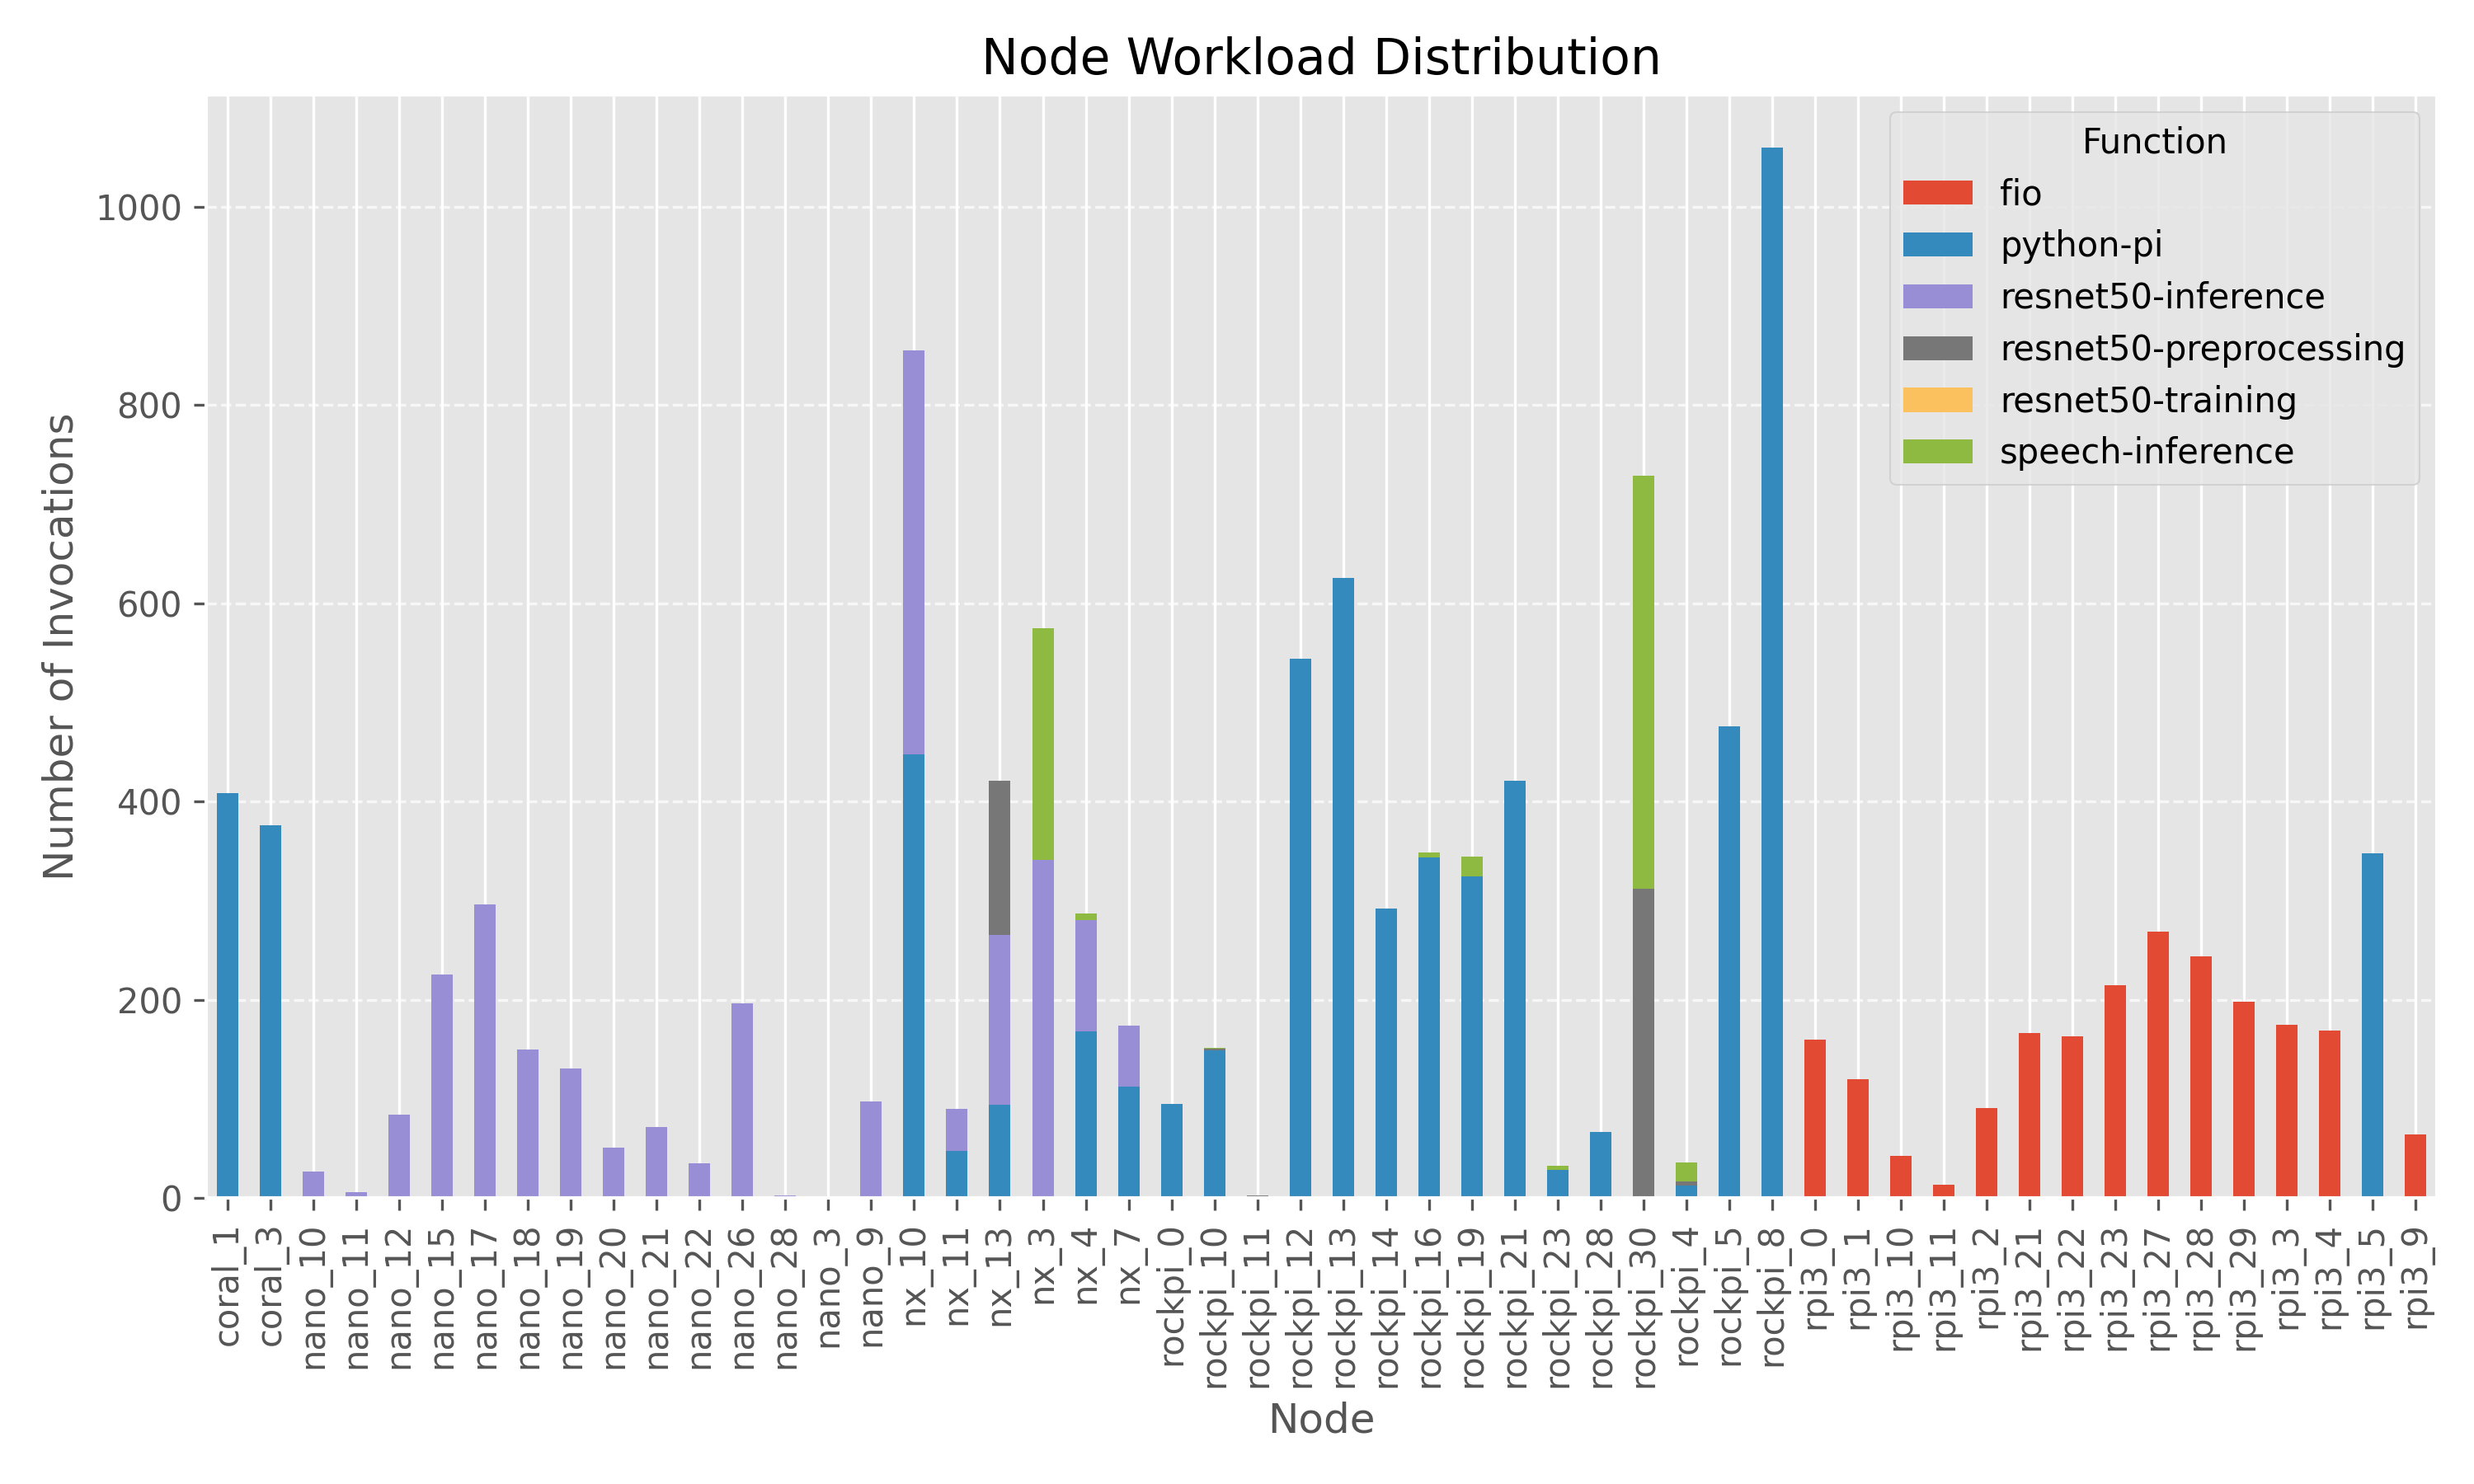 Node Workload Distribution
Number of Invocations
1000
800
600
400
200
0
Function
fio
python-pi
resnet50-inference
resnet50-preprocessing
resnet50-training
speech-inference
coral_1
coral_3
nano_10
nano_11
nano_12
nano_15
nano_17
nano_18
nano_19
nano_20
nano_21
nano_22
nano_26
nano_28
nano_3
nano_9
nx_10
nx_11
nx_13
nx_3
nx_4
nx_7
rockpi_0
rockpi_10
rockpi_11
rockpi_12
rockpi_13
rockpi_14
rockpi_16
rockpi_19
rockpi_21
rockpi_23
rockpi_28
rockpi_30
rockpi_4
rockpi_5
rockpi_8
rpi3_0
rpi3_1
rpi3_10
rpi3_11
rpi3_2
rpi3_21
rpi3_22
rpi3_23
rpi3_27
rpi3_28
rpi3_29
rpi3_3
rpi3_4
rpi3_5
rpi3_9
Node